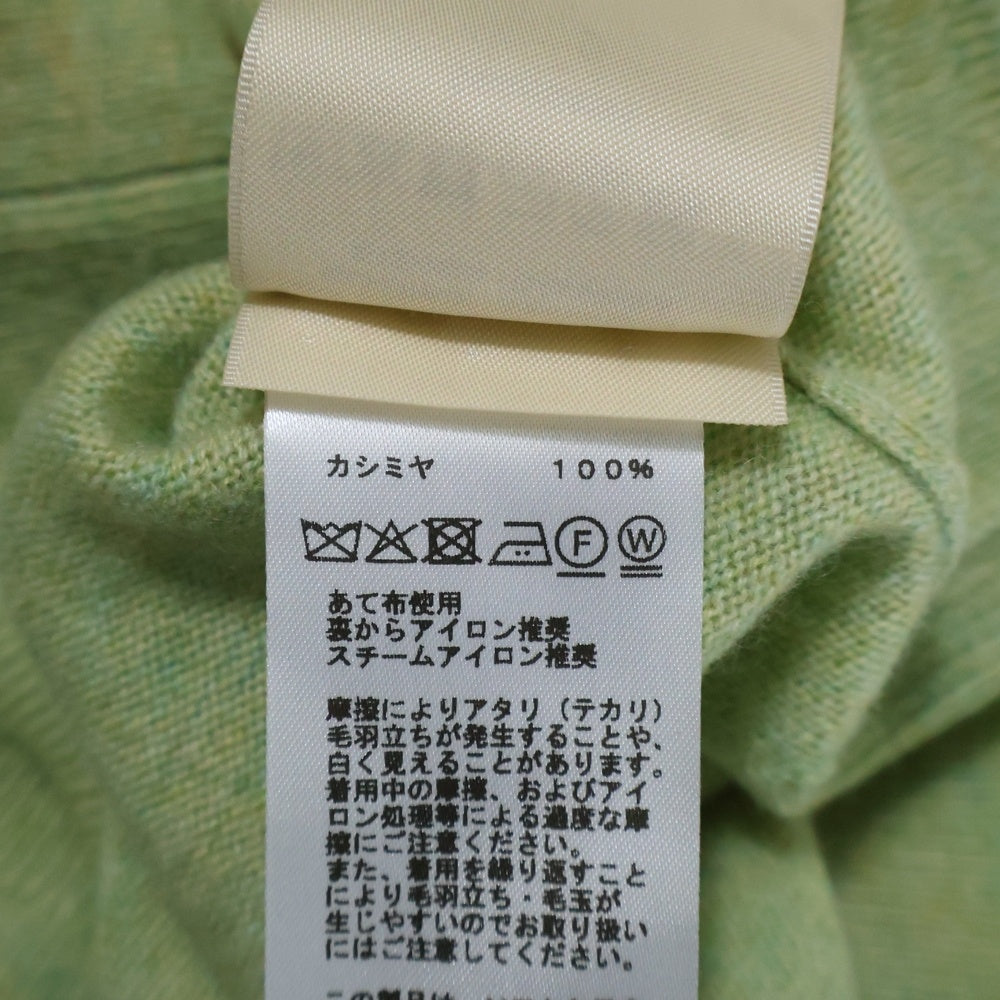 カシミヤ 100%
F W
あて布使用
裏からアイロン推奨
スチームアイロン推奨
摩擦によりアタリ（テカリ）
毛羽立ちが発生することや、
白く見えることがあります。
着用中の摩擦、およびアイ
ロン処理等による過度な摩
擦にご注意ください。
また、着用を繰り返すこと
により毛羽立ち・毛玉が
生じやすいのでお取り扱い
にはご注意してください。
この製品は、